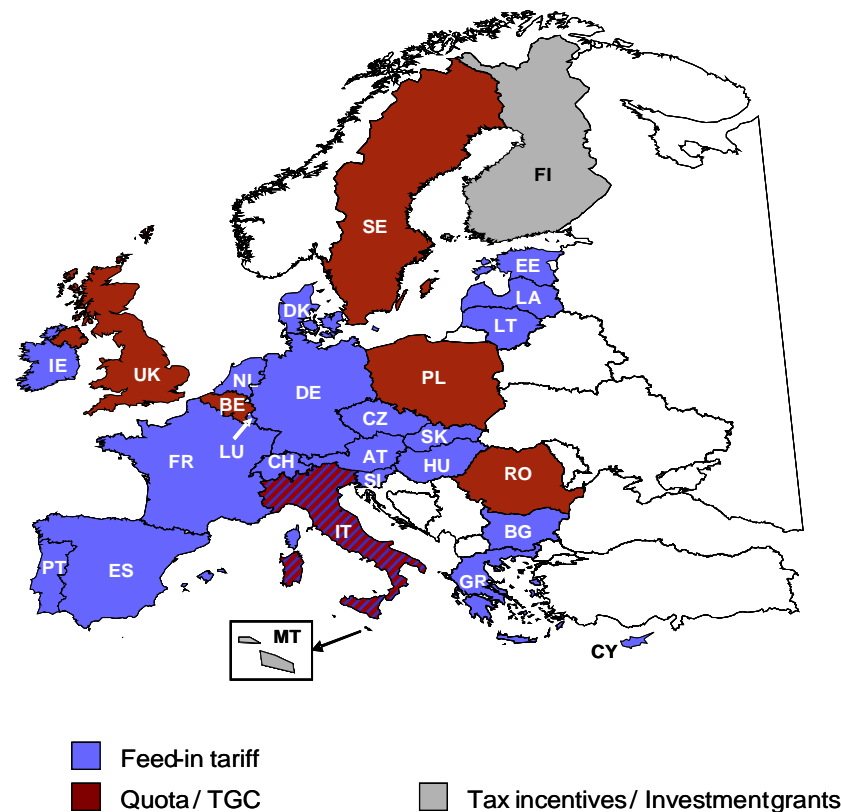 FI
SE
EE
LA
DK
LT
IE
UK
NL
PL
BE
DE
CZ
LU
SK
FR
CH
AT
HU
SI
RO
IT
BG
PT
ES
GR
MT
CY
Feed-in tariff
Quota / TGC
Tax incentives / Investment grants